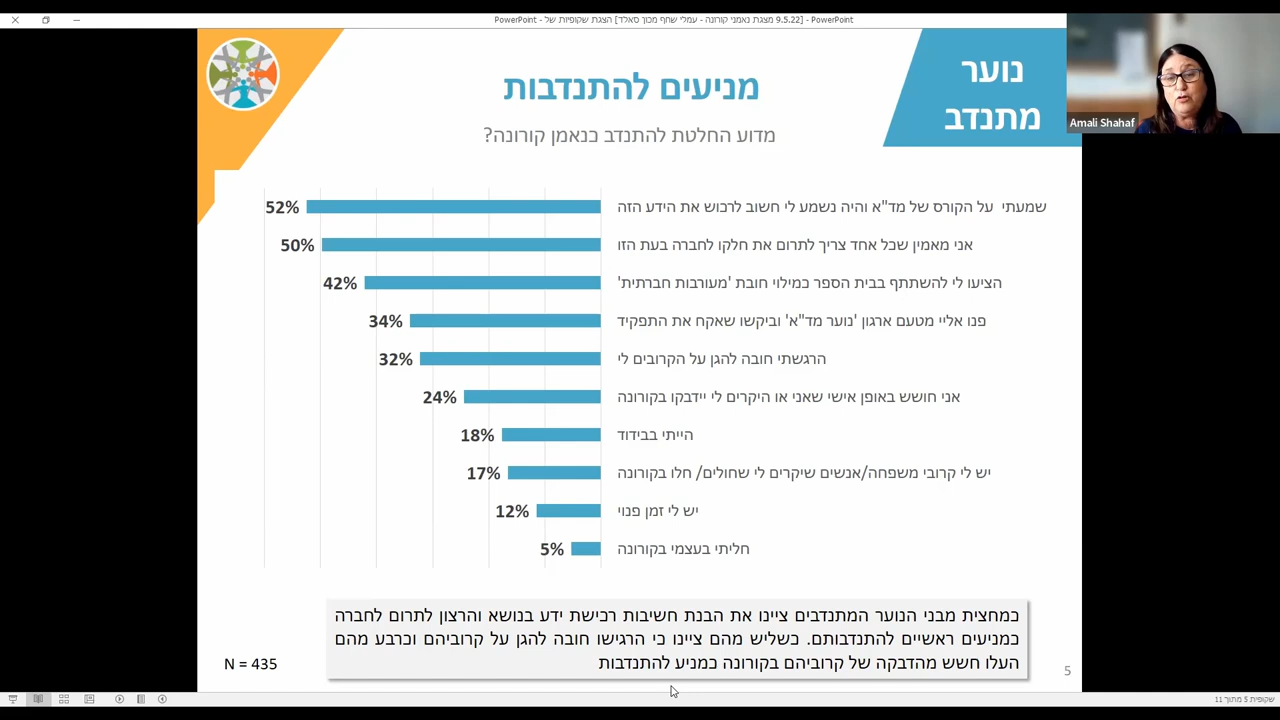 PowerPoint - [9.5.22 מצגת נאמני קורונה - עמלי שחף מכון סאלד] הצגת שקופיות של - PowerPoint
נוער
מתנדב
Amali Shahaf
מניעים להתנדבות
מדוע החלטת להתנדב כנאמן קורונה?
שמעתי על הקורס של מד"א והיה נשמע לי חשוב לרכוש את הידע הזה 52%
אני מאמין שכל אחד צריך לתרום את חלקו לחברה בעת הזו 50%
הציעו לי להשתתף בבית הספר כמילוי חובת 'מעורבות חברתית' 42%
פנו אליי מטעם ארגון 'נוער מד"א' וביקשו שאקח את התפקיד 34%
הרגשתי חובה להגן על הקרובים לי 32%
אני חושש באופן אישי שאני או היקרים לי יידבקו בקורונה 24%
הייתי בבידוד 18%
יש לי קרובי משפחה/אנשים שיקרים לי שחולים/ חלו בקורונה 17%
יש לי זמן פנוי 12%
חליתי בעצמי בקורונה 5%
כמחצית מבני הנוער המתנדבים ציינו את הבנת חשיבות רכישת ידע בנושא והרצון לתרום לחברה
כמניעים ראשיים להתנדבותם. כשליש מהם ציינו כי הרגישו חובה להגן על קרוביהם וכרבע מהם
העלו חשש מהדבקה של קרוביהם בקורונה כמניע להתנדבות
N = 435
5
שקופית 5 מתוך 11